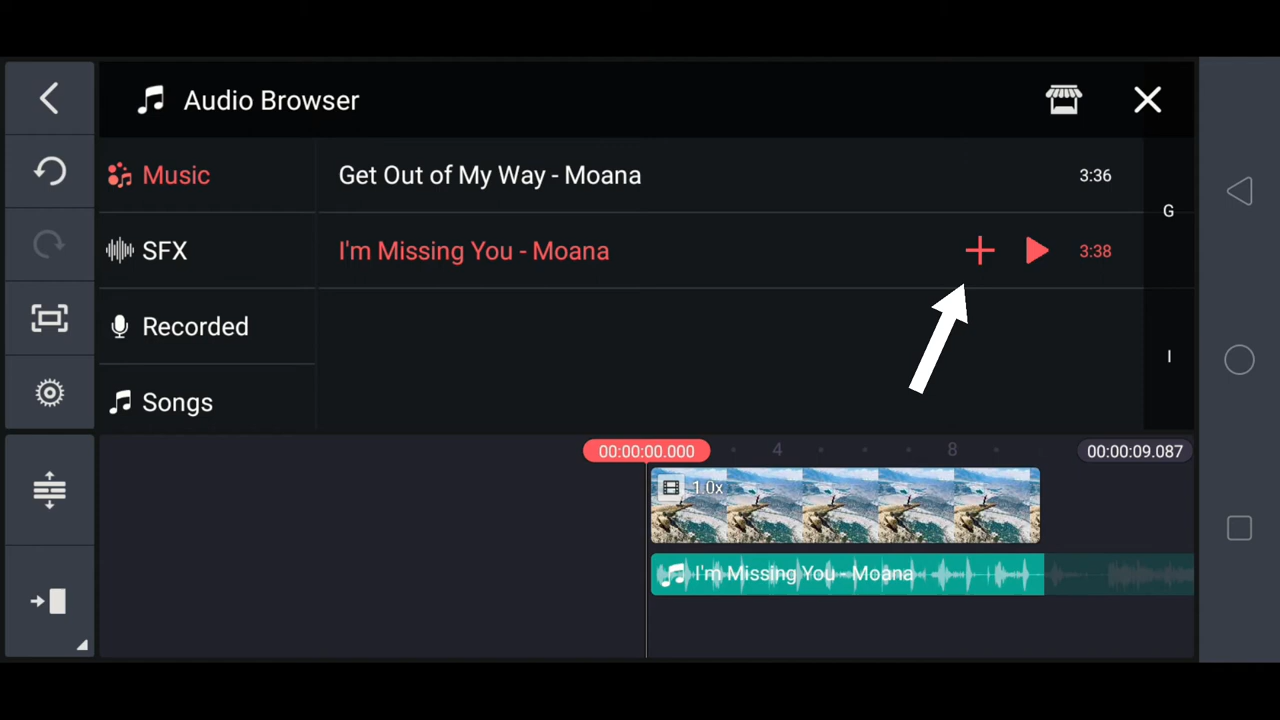 Audio Browser
Music
Get Out of My Way - Moana
3:36
G
SFX
I'm Missing You - Moana
3:38
Recorded
I
Songs
00:00:00.000
4
8
00:00:09.087
1.0x
I'm Missing You - Moana